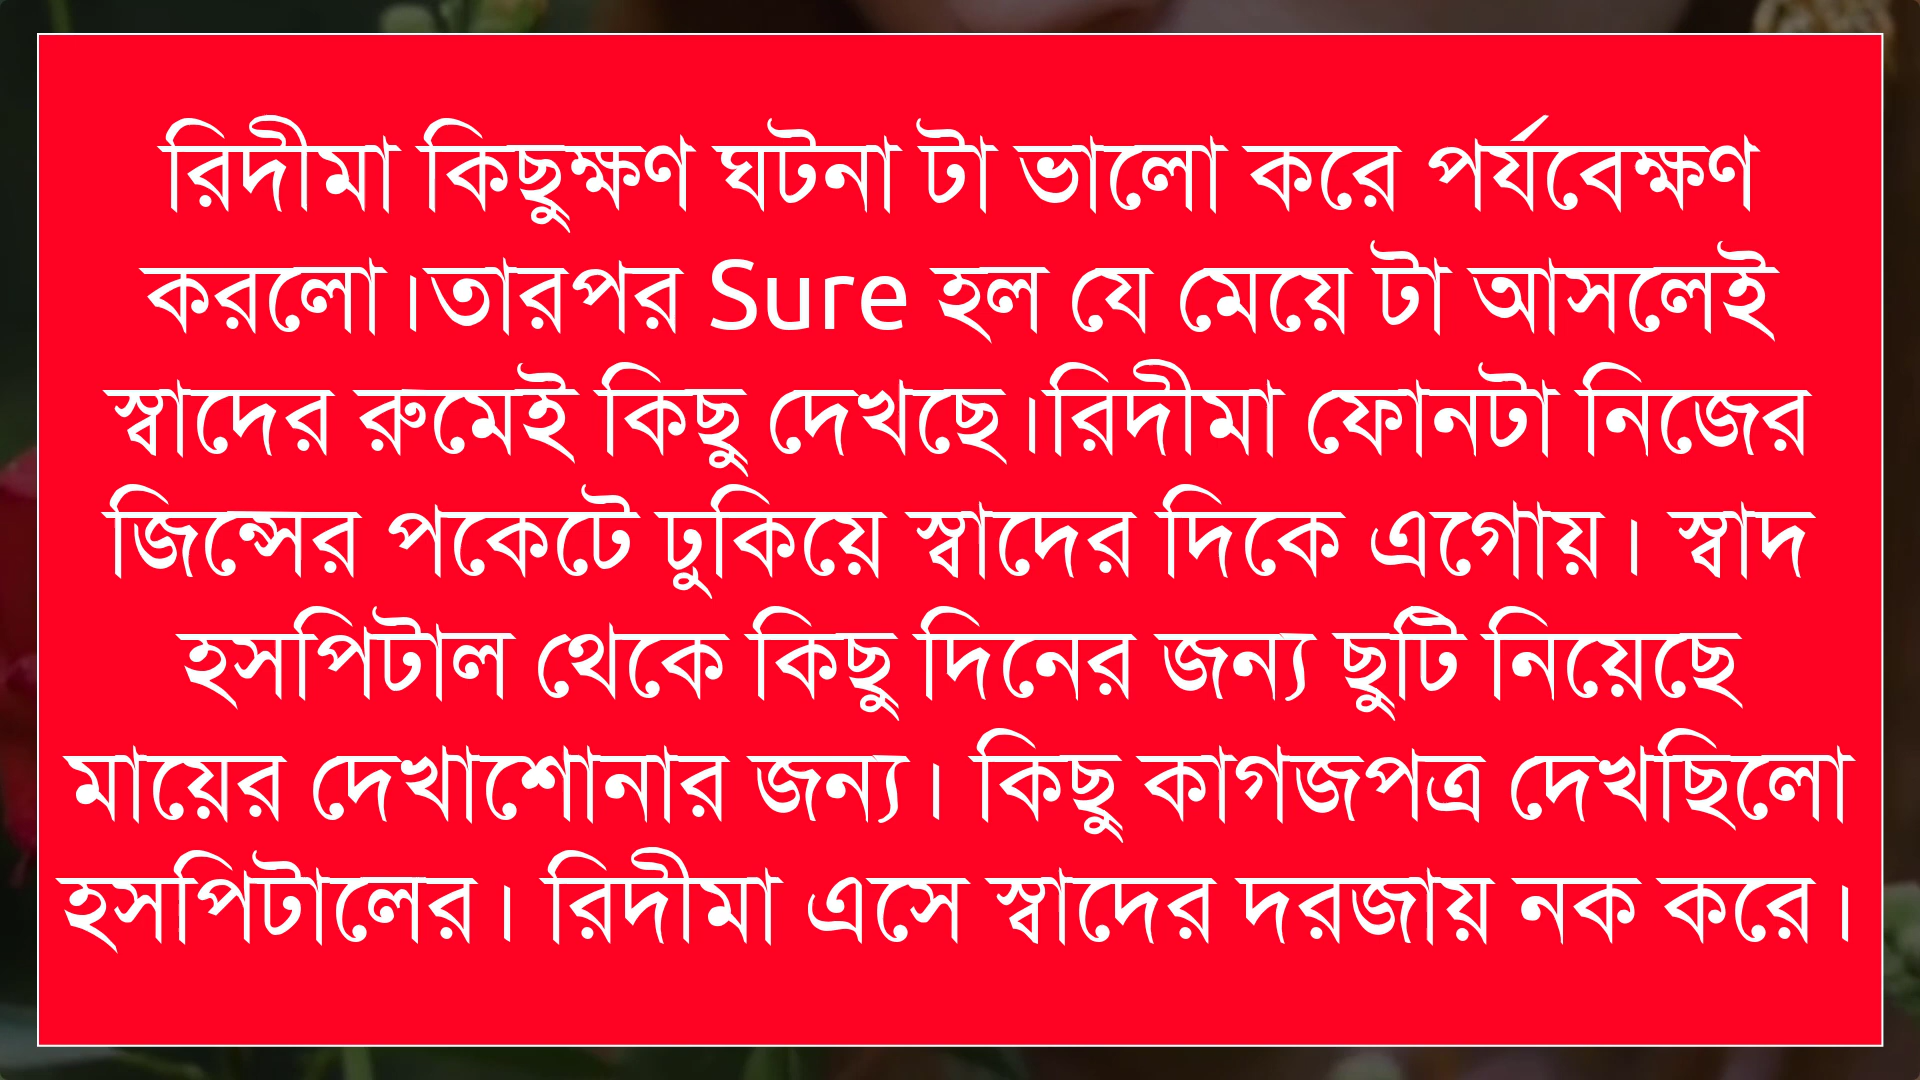 রিদীমা কিছুক্ষণ ঘটনা টা ভালো করে পর্যবেক্ষণ
করলো।তারপর Sure হল যে মেয়ে টা আসলেই
স্বাদের রুমেই কিছু দেখছে।রিদীমা ফোনটা নিজের
জিন্সের পকেটে ঢুকিয়ে স্বাদের দিকে এগোয়। স্বাদ
হসপিটাল থেকে কিছু দিনের জন্য ছুটি নিয়েছে
মায়ের দেখাশোনার জন্য। কিছু কাগজপত্র দেখছিলো
হসপিটালের। রিদীমা এসে স্বাদের দরজায় নক করে।